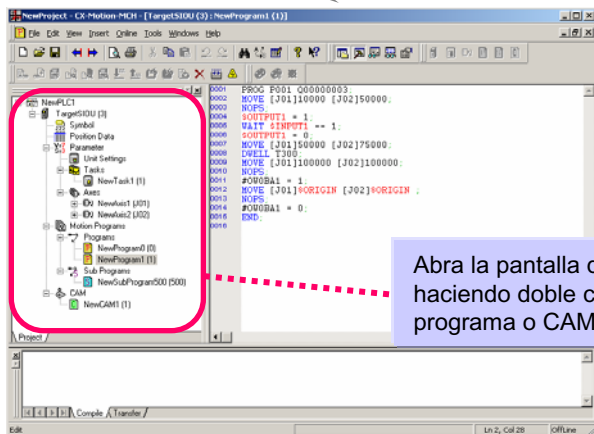 NewProject - CX-Motion-MCH - [TargetSIOU (3) : NewProgram1 (1)]
File Edit View Insert Online Tools Windows Help
NewPLC1
TargetSIOU (3)
Symbol
Position Data
Parameter
Unit Settings
Tasks
NewTask1 (1)
Axes
NewAxis1 (J01)
NewAxis2 (J02)
Motion Programs
Programs
NewProgram0 (0)
NewProgram1 (1)
Sub Programs
NewSubProgram500 (500)
CAM
NewCAM1 (1)
Project
0001 PROG P001 Q00000003;
0002 MOVE [J01]10000 [J02]50000;
0003 NOPS;
0004 $OUTPUT1 = 1;
0005 WAIT $INPUT1 == 1;
0006 $OUTPUT1 = 0;
0007 MOVE [J01]50000 [J02]75000;
0008 DWELL T300;
0009 MOVE [J01]100000 [J02]100000;
0010 NOPS;
0011 #OW0BA1 = 1;
0012 MOVE [J01]$ORIGIN [J02]$ORIGIN ;
0013 NOPS;
0014 #OW0BA1 = 0;
0015 END;
0016
Abra la pantalla
haciendo doble
programa o CAM
Compile Transfer
Edit Ln 2, Col 28 OffLine